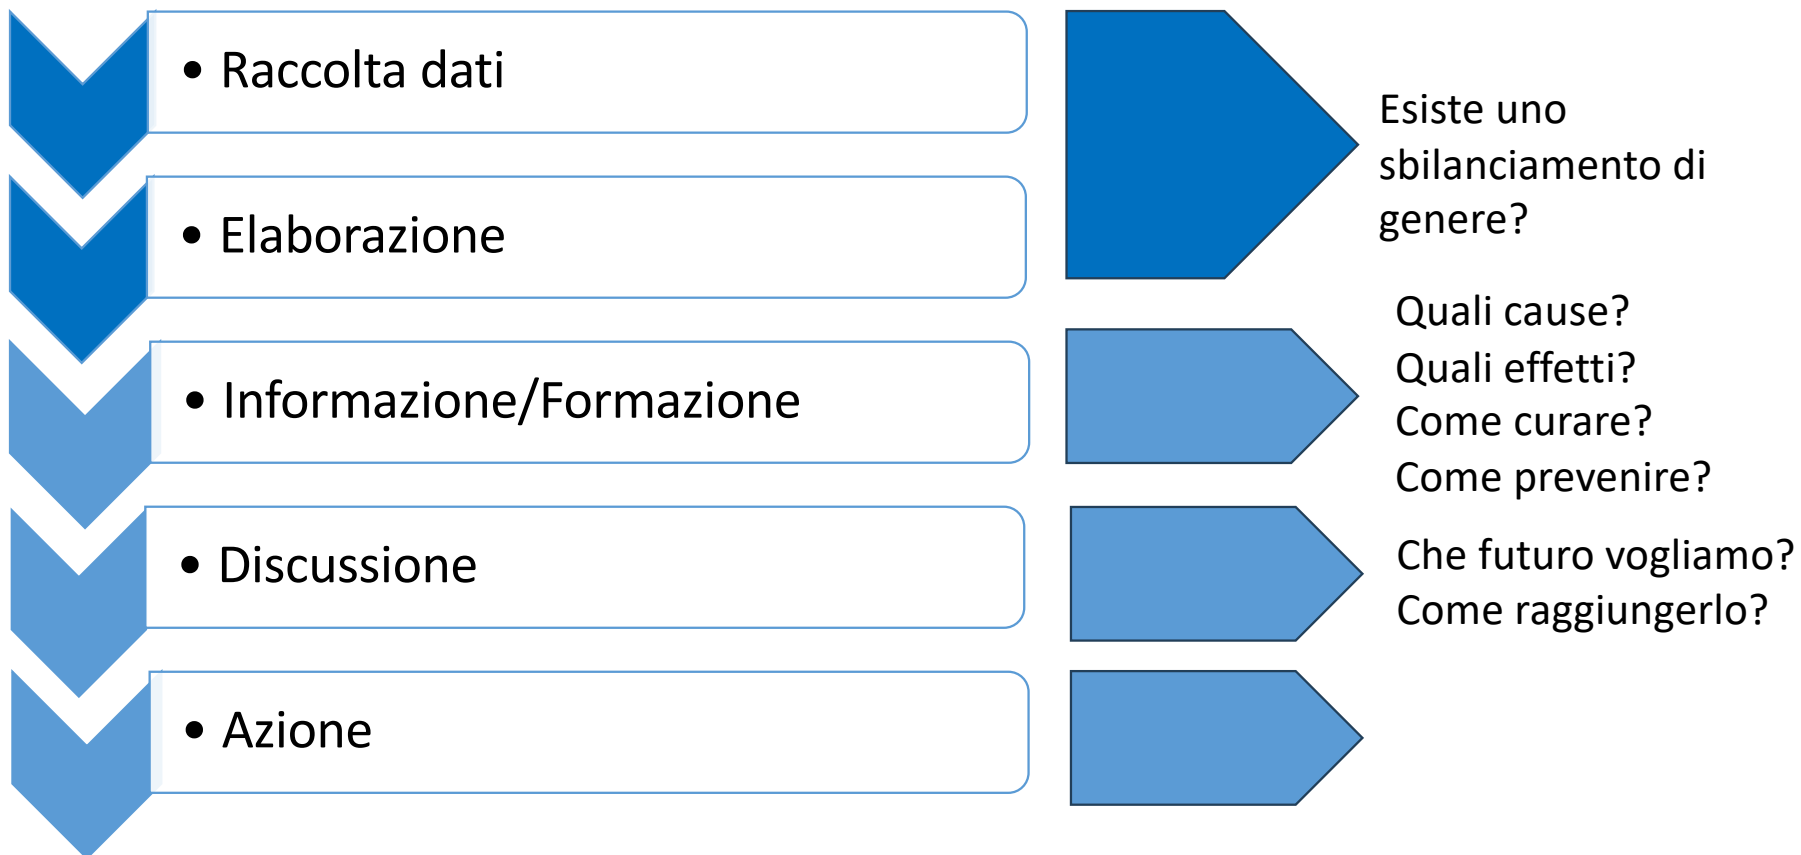 • Raccolta dati
• Elaborazione
• Informazione/Formazione
• Discussione
• Azione
Esiste uno
sbilanciamento di
genere?
Quali cause?
Quali effetti?
Come curare?
Come prevenire?
Che futuro vogliamo?
Come raggiungerlo?